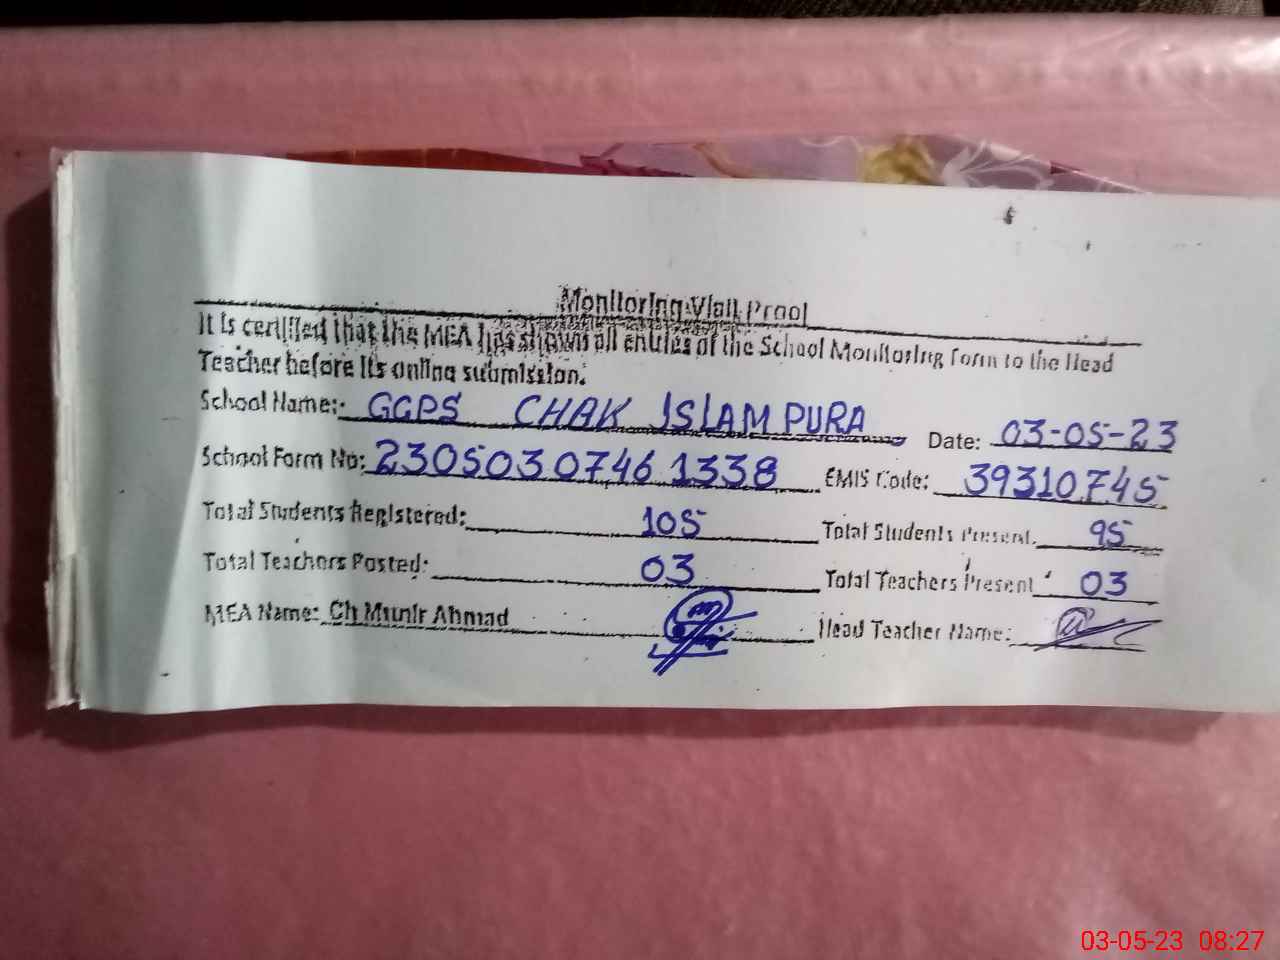 Monitoring Visit Proof
It is certified that the MEA has shown all entries of the School Monitoring form to the Head
Teacher before its online submission.
School Name:- GGPS CHAK ISLAM PURA Date: 03-05-23
School Form No: 23050307461338 EMIS Code: 39310745
Total Students Registered: 105 Total Students Present. 95
Total Teachers Posted: 03 Total Teachers Present 03
MEA Name: Ch Munir Ahmad Head Teacher Name:
03-05-23 08:27